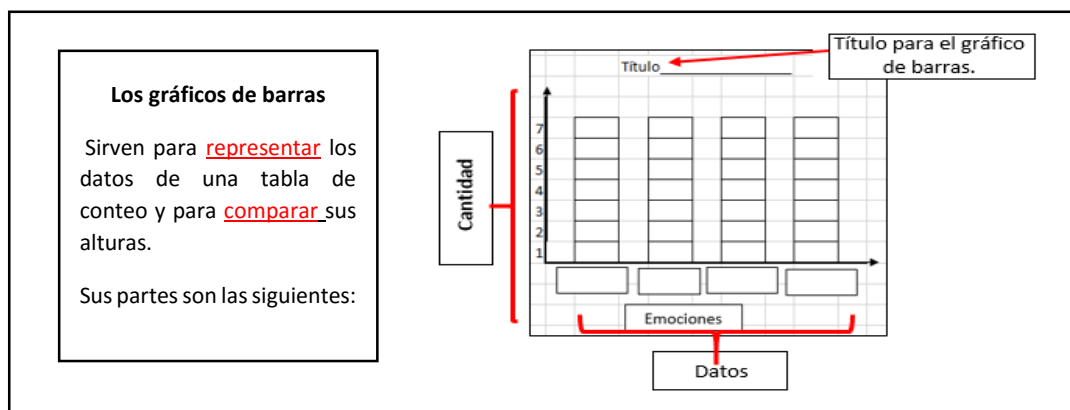 Los gráficos de barras
Sirven para representar los
datos de una tabla de
conteo y para comparar sus
alturas.
Sus partes son las siguientes:
Título para el gráfico
de barras.
Título
Cantidad
7
6
5
4
3
2
1
Emociones
Datos